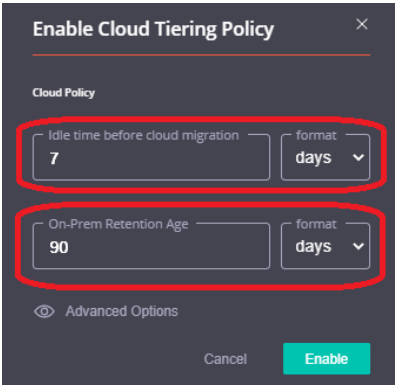 Enable Cloud Tiering Policy
Cloud Policy
Idle time before cloud migration format
7 days
On-Prem Retention Age format
90 days
Advanced Options
Cancel Enable